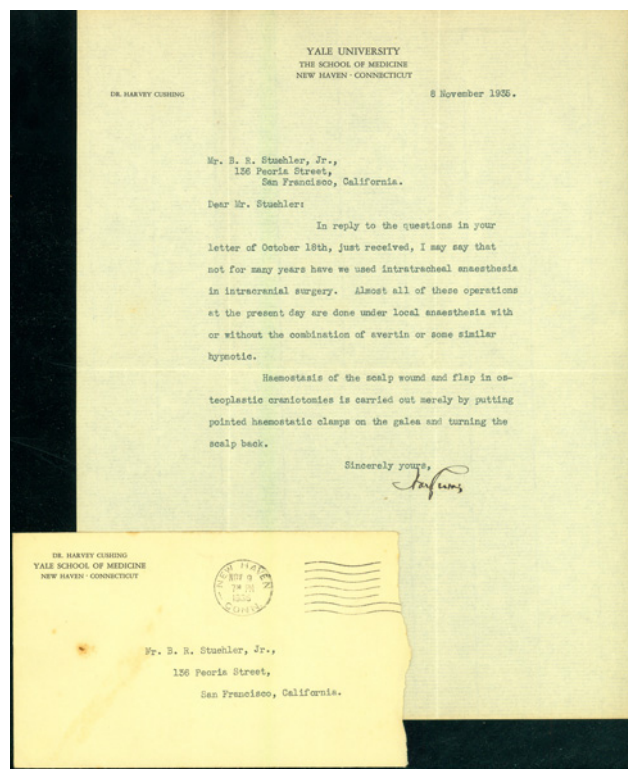 YALE UNIVERSITY
THE SCHOOL OF MEDICINE
NEW HAVEN · CONNECTICUT
DR. HARVEY CUSHING
8 November 1935.
Mr. B. R. Stuehler, Jr.,
136 Peoria Street,
San Francisco, California.
Dear Mr. Stuehler:
In reply to the questions in your
letter of October 18th, just received, I may say that
not for many years have we used intratracheal anaesthesia
in intracranial surgery. Almost all of these operations
at the present day are done under local anaesthesia with
or without the combination of avertin or some similar
hypnotic.
Haemostasis of the scalp wound and flap in os-
teoplastic craniotomies is carried out merely by putting
pointed haemostatic clamps on the galea and turning the
scalp back.
Sincerely yours,
DR. HARVEY CUSHING
YALE SCHOOL OF MEDICINE
NEW HAVEN · CONNECTICUT
NEW HAVEN
NOV 9
1935
CONN.
Mr. B. R. Stuehler, Jr.,
136 Peoria Street,
San Francisco, California.